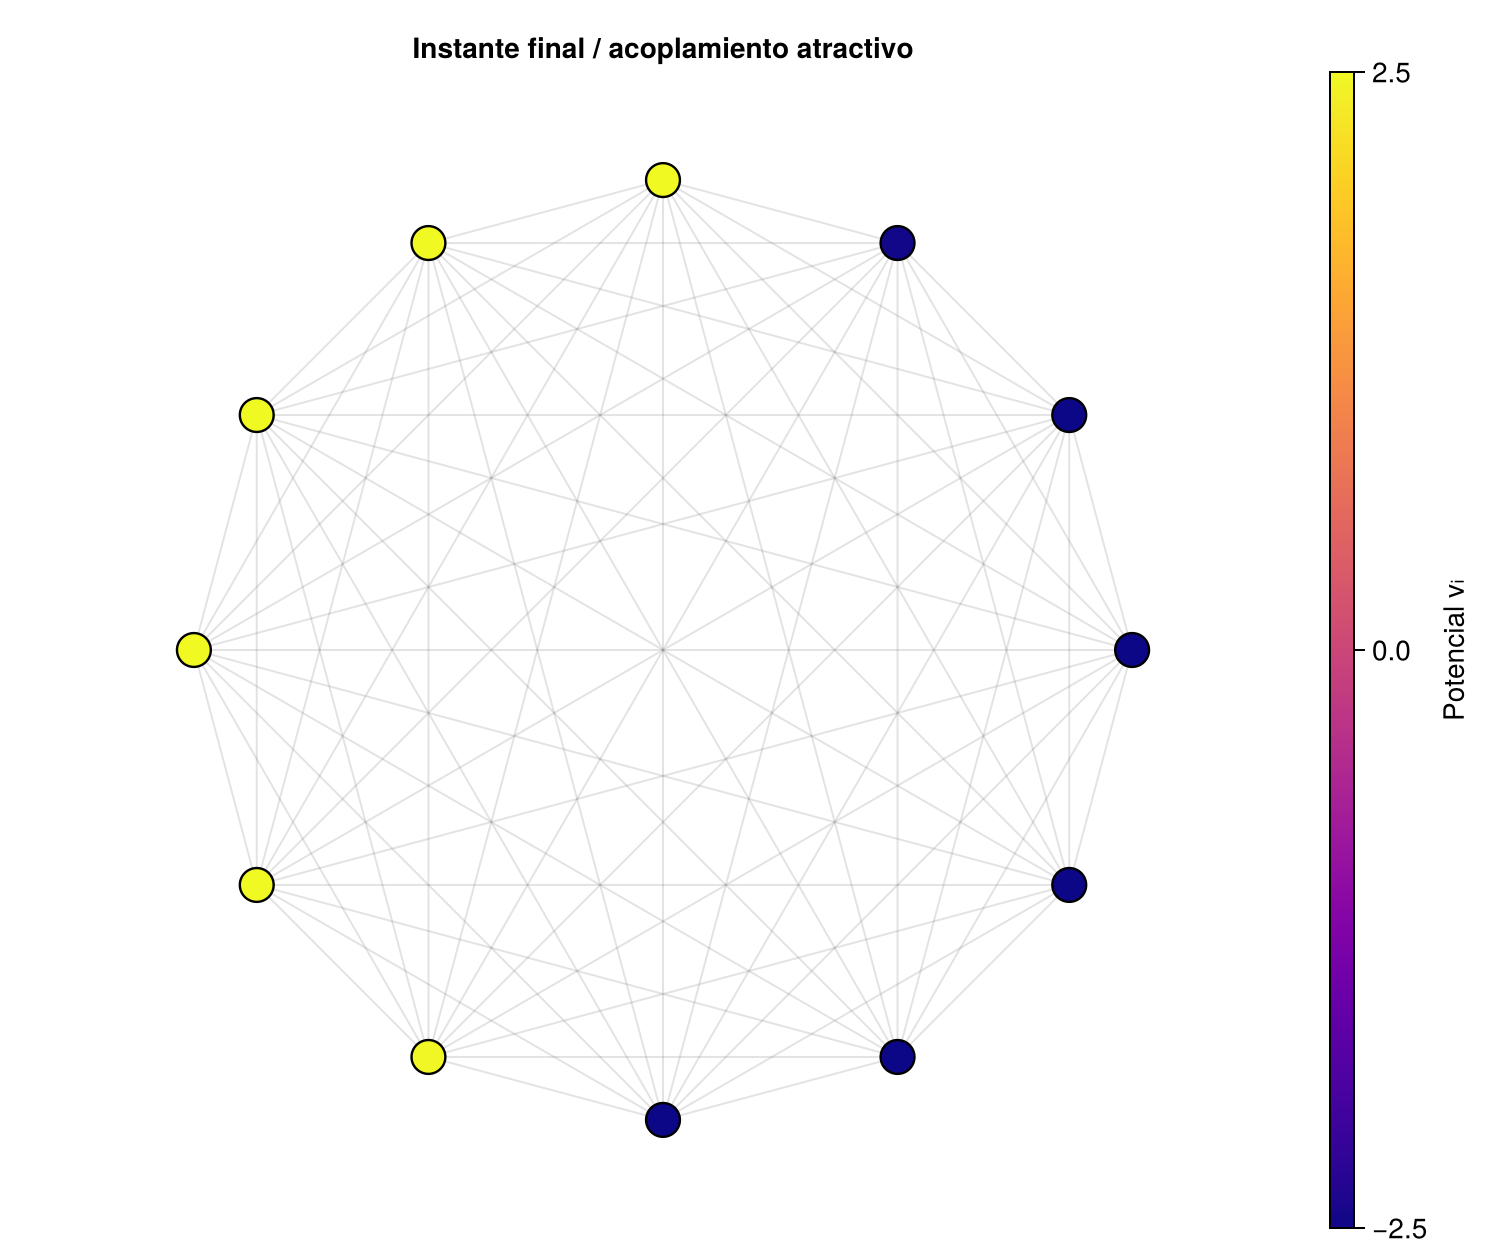 Instante final / acoplamiento atractivo
2.5
0.0
−2.5
Potencial vᵢ